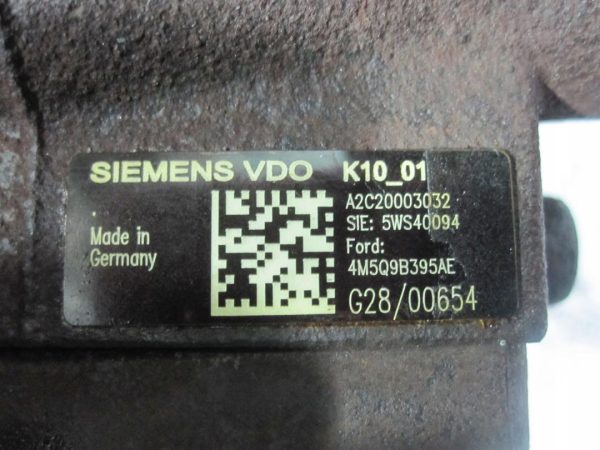 SIEMENS VDO K10_01
A2C20003032
SIE: 5WS40094
Ford:
4M5Q9B395AE
G28/00654
.
Made in
Germany